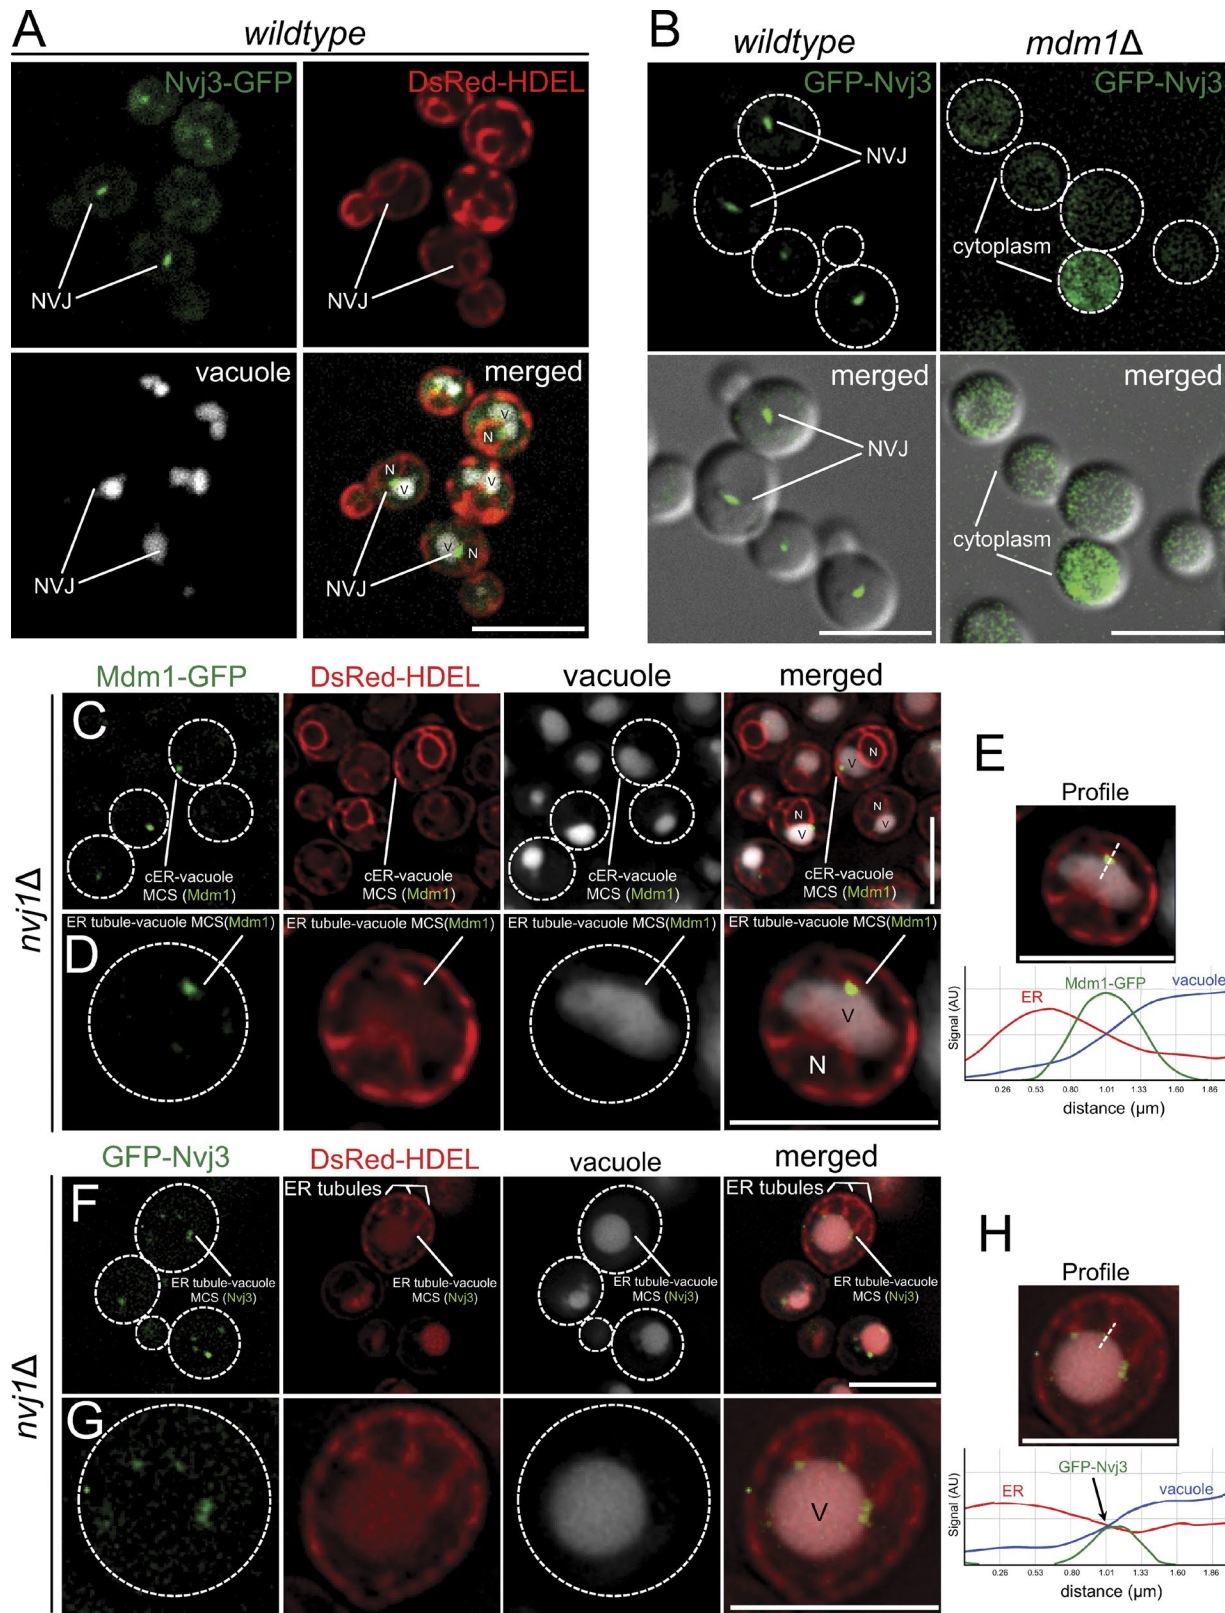 A
wildtype
Nvj3-GFP
DsRed-HDEL
NVJ
vacuole
merged
V
N
N
V
V
V
N
NVJ
NVJ
B
wildtype
mdm1Δ
GFP-Nvj3
GFP-Nvj3
NVJ
cytoplasm
merged
merged
NVJ
cytoplasm
nvj1Δ
Mdm1-GFP
DsRed-HDEL
vacuole
merged
C
cER-vacuole
MCS (Mdm1)
cER-vacuole
MCS (Mdm1)
cER-vacuole
MCS (Mdm1)
N
V
N
V
N
V
cER-vacuole
MCS (Mdm1)
D
ER tubule-vacuole MCS(Mdm1)
ER tubule-vacuole MCS(Mdm1)
ER tubule-vacuole MCS(Mdm1)
ER tubule-vacuole MCS(Mdm1)
V
N
E
Profile
Mdm1-GFP
vacuole
ER
Signal (AU)
0.26 0.53 0.80 1.01 1.33 1.60 1.86
distance (µm)
nvj1Δ
GFP-Nvj3
DsRed-HDEL
vacuole
merged
F
ER tubules
ER tubules
ER tubule-vacuole
MCS (Nvj3)
ER tubule-vacuole
MCS (Nvj3)
ER tubule-vacuole
MCS (Nvj3)
ER tubule-vacuole
MCS (Nvj3)
G
V
H
Profile
GFP-Nvj3
ER
vacuole
Signal (AU)
0.26 0.53 0.80 1.01 1.33 1.60 1.86
distance (µm)